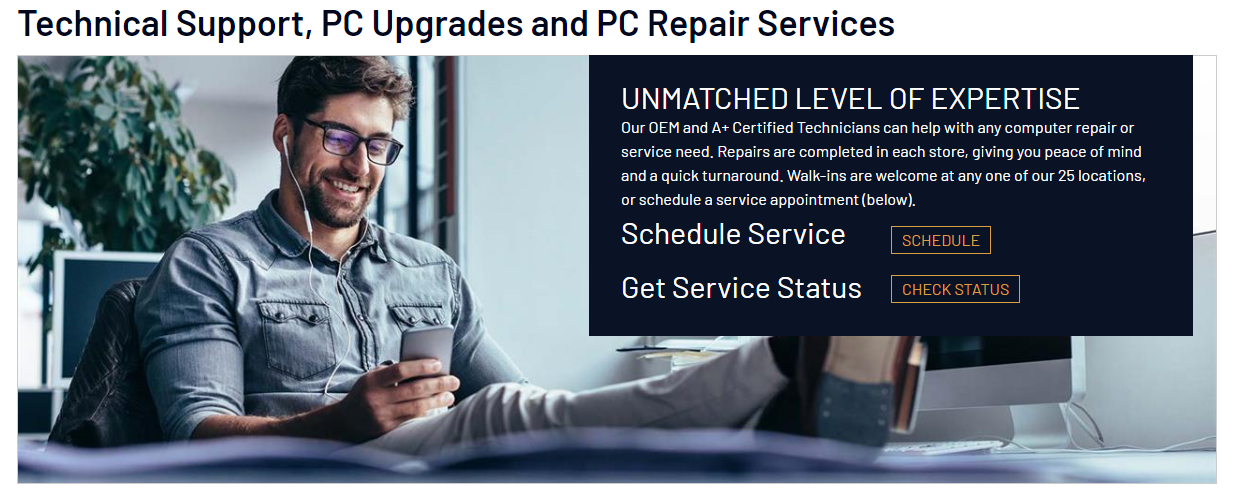 Technical Support, PC Upgrades and PC Repair Services
UNMATCHED LEVEL OF EXPERTISE
Our OEM and A+ Certified Technicians can help with any computer repair or
service need. Repairs are completed in each store, giving you peace of mind
and a quick turnaround. Walk-ins are welcome at any one of our 25 locations,
or schedule a service appointment (below).
Schedule Service SCHEDULE
Get Service Status CHECK STATUS